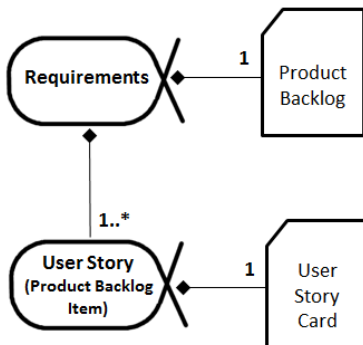 Requirements
1
Product
Backlog
1..*
User Story
(Product Backlog
Item)
1
User
Story
Card